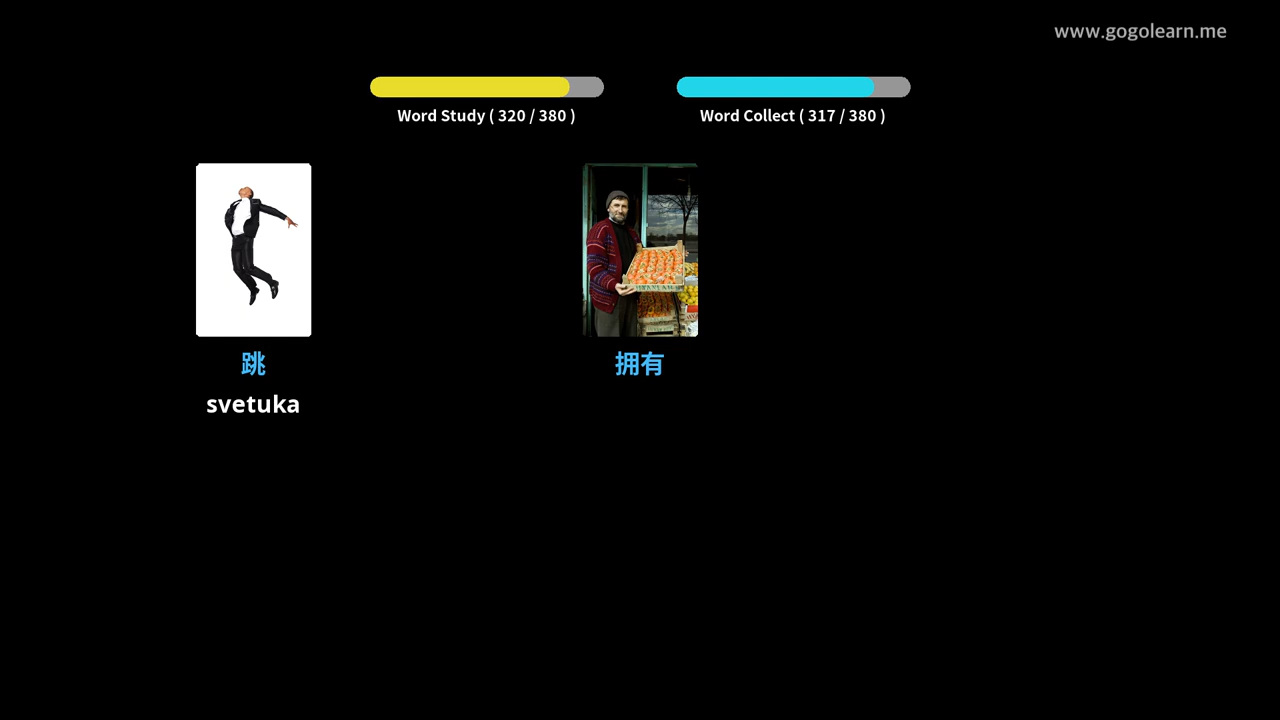 www.gogolearn.me
Word Study ( 320 / 380 )
Word Collect ( 317 / 380 )
跳
拥有
svetuka